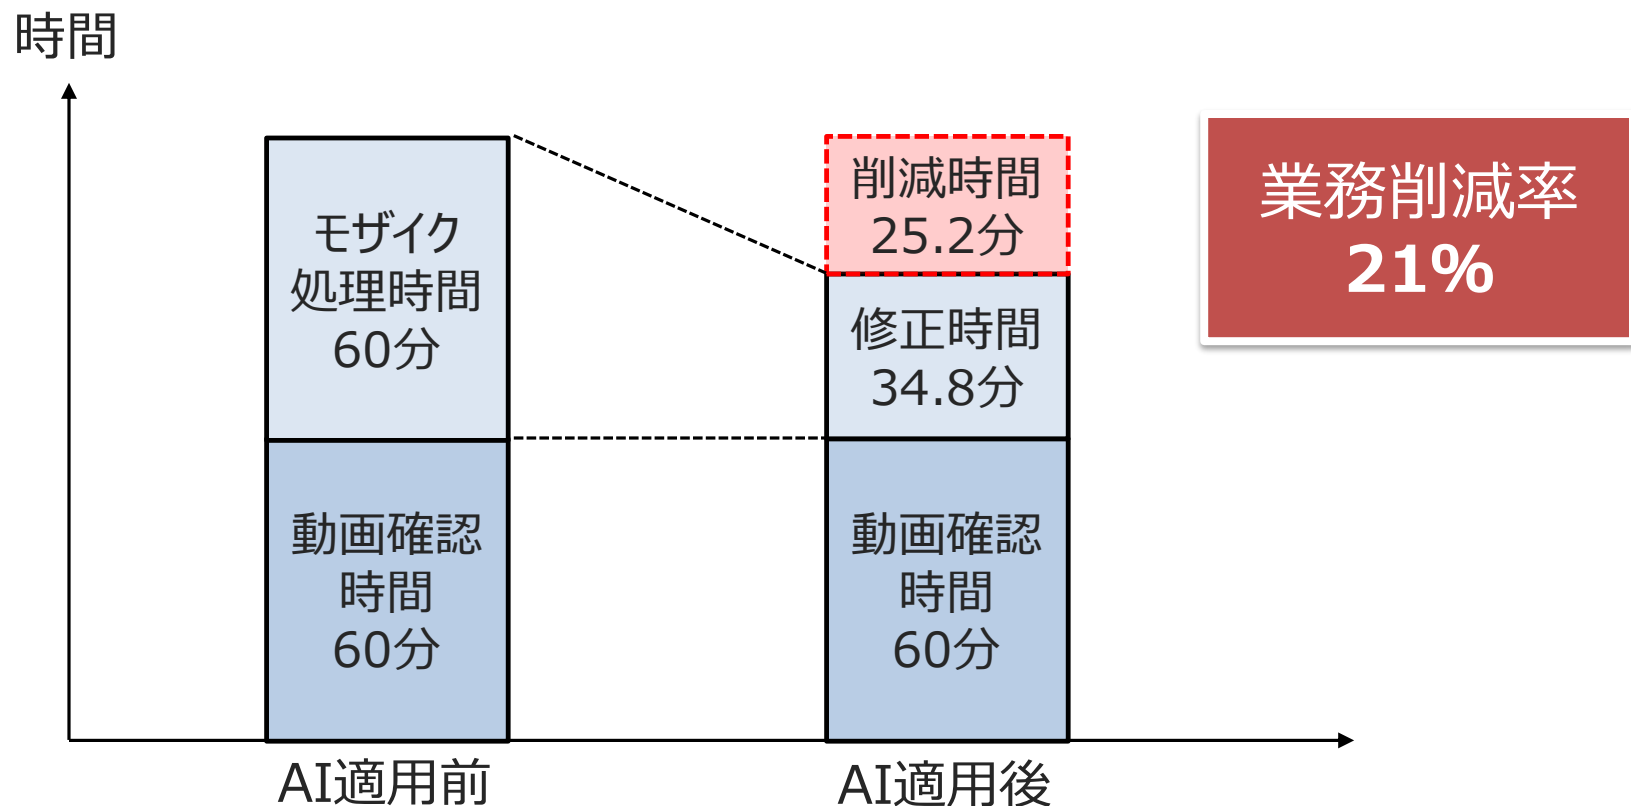 時間
モザイク
処理時間
60分
動画確認
時間
60分
AI適用前
削減時間
25.2分
修正時間
34.8分
動画確認
時間
60分
AI適用後
業務削減率
21%